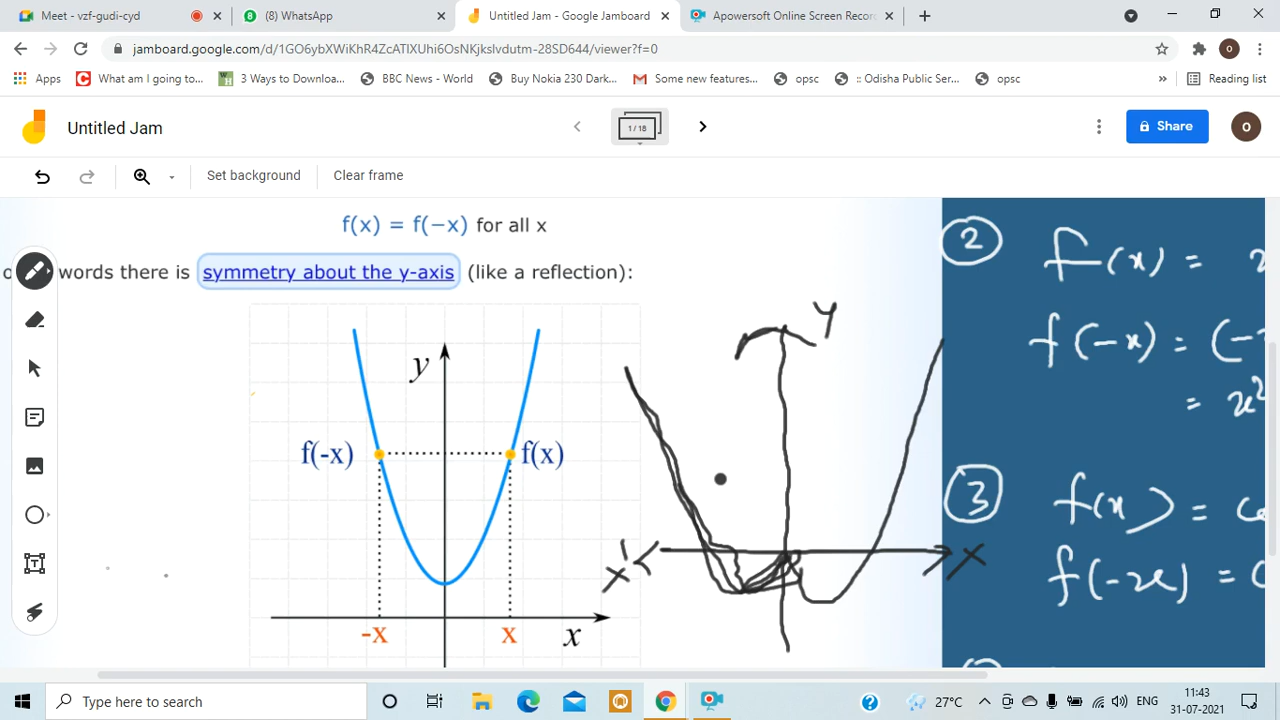 Meet - vzf-gudi-cyd
(8) WhatsApp
Untitled Jam - Google Jamboard
Apowersoft Online Screen Recor
jamboard.google.com/d/1GO6ybXWiKhR4ZcATIXUhi6OsNKjkslvdutm-28SD644/viewer?f=0
Apps
What am I going to...
3 Ways to Downloa...
BBC News - World
Buy Nokia 230 Dark...
Some new features...
opsc
:: Odisha Public Ser...
opsc
»
Reading list
Untitled Jam
1 / 18
Share
O
Set background
Clear frame
f(x) = f(−x) for all x
words there is symmetry about the y-axis (like a reflection):
y
f(-x)
f(x)
-x
x
x
Y
X'
X
2
f(x) =
f(-x) = (-
= x²
3
f(x) =
f(-x) =
Type here to search
27°C
ENG
11:43
31-07-2021